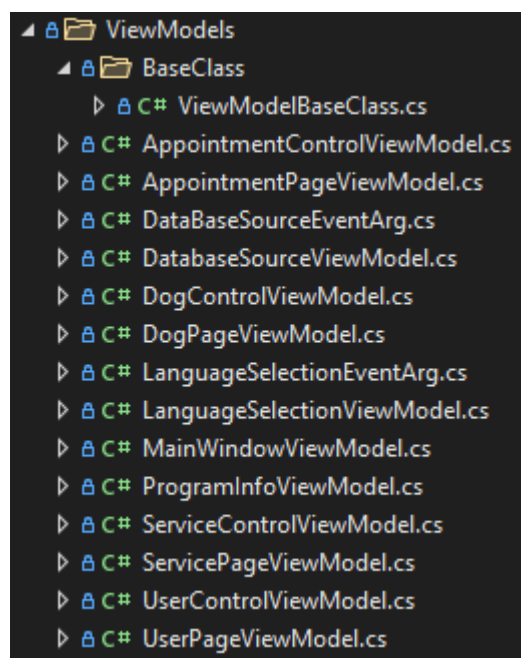 ViewModels
BaseClass
C# ViewModelBaseClass.cs
C# AppointmentControlViewModel.cs
C# AppointmentPageViewModel.cs
C# DataBaseSourceEventArg.cs
C# DatabaseSourceViewModel.cs
C# DogControlViewModel.cs
C# DogPageViewModel.cs
C# LanguageSelectionEventArg.cs
C# LanguageSelectionViewModel.cs
C# MainWindowViewModel.cs
C# ProgramInfoViewModel.cs
C# ServiceControlViewModel.cs
C# ServicePageViewModel.cs
C# UserControlViewModel.cs
C# UserPageViewModel.cs